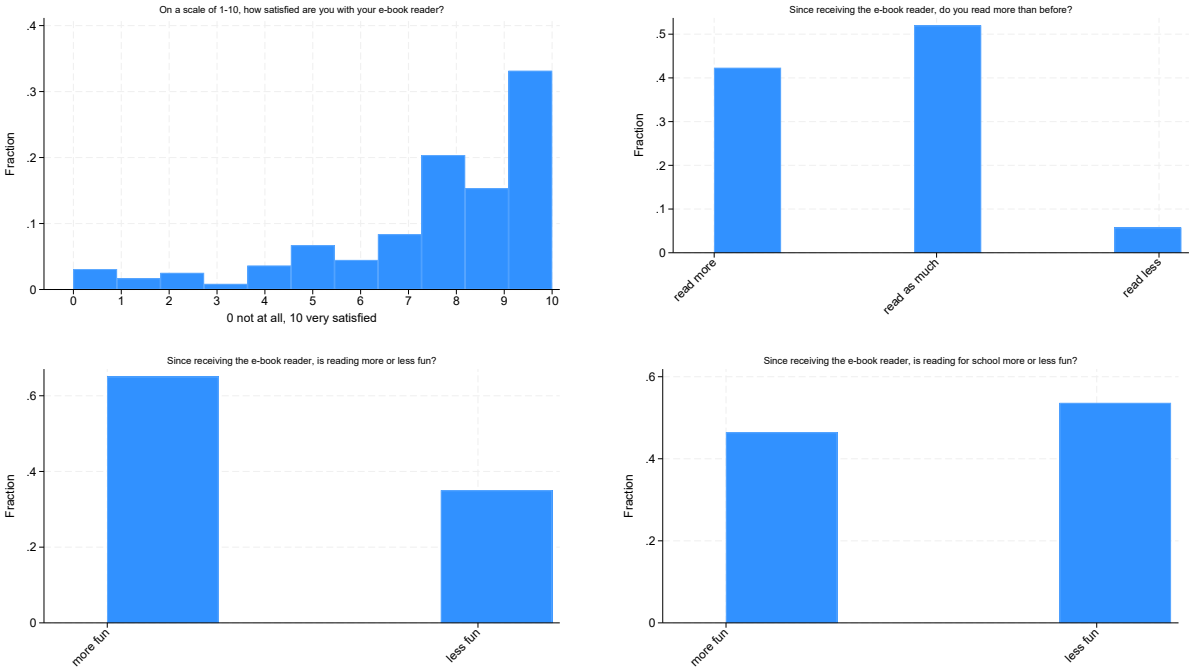 On a scale of 1-10, how satisfied are you with your e-book reader?
.4
.3
.2
.1
0
Fraction
0 1 2 3 4 5 6 7 8 9 10
0 not at all, 10 very satisfied
Since receiving the e-book reader, do you read more than before?
.5
.4
.3
.2
.1
0
Fraction
read more
read as much
read less
Since receiving the e-book reader, is reading more or less fun?
.6
.4
.2
0
Fraction
more fun
less fun
Since receiving the e-book reader, is reading for school more or less fun?
.6
.4
.2
0
Fraction
more fun
less fun